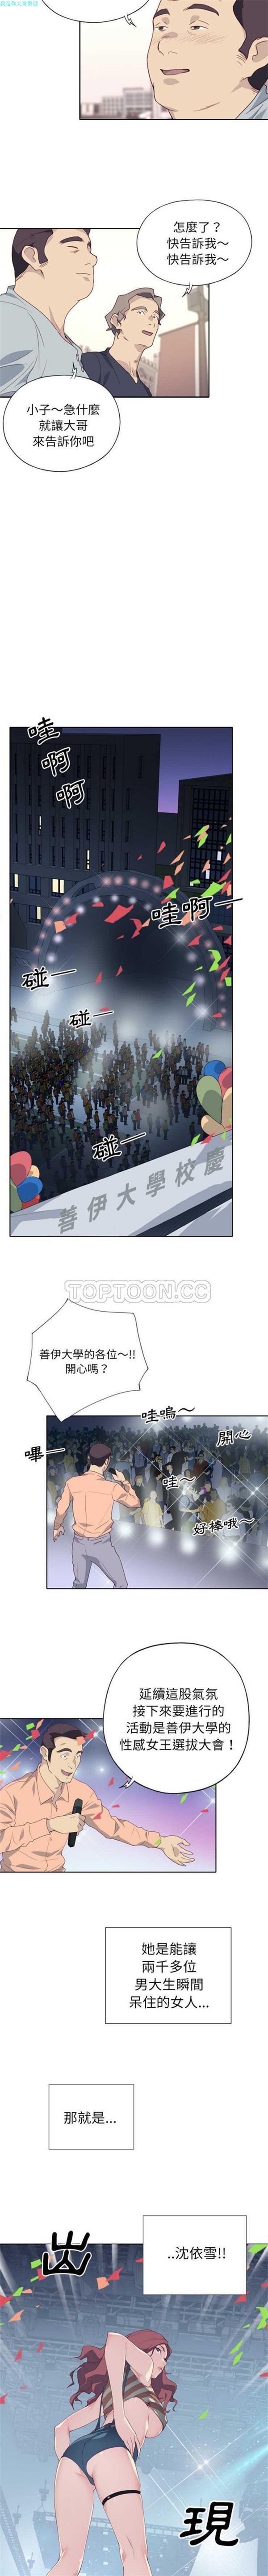 怎麼了？
快告訴我～
快告訴我～
小子～急什麼
就讓大哥
來告訴你吧
哇
啊
啊
哇啊—
碰—
碰—
碰—
善伊大學校慶
TOPTOON.COM
善伊大學的各位～!!
開心嗎？
哇嗚～
嗶—
開心
哇～
好棒哦～
延續這股氣氛
接下來要進行的
活動是善伊大學的
性感女王選拔大會！
她是能讓
兩千多位
男大生瞬間
呆住的女人...
那就是...
..沈依雪!!
出
現